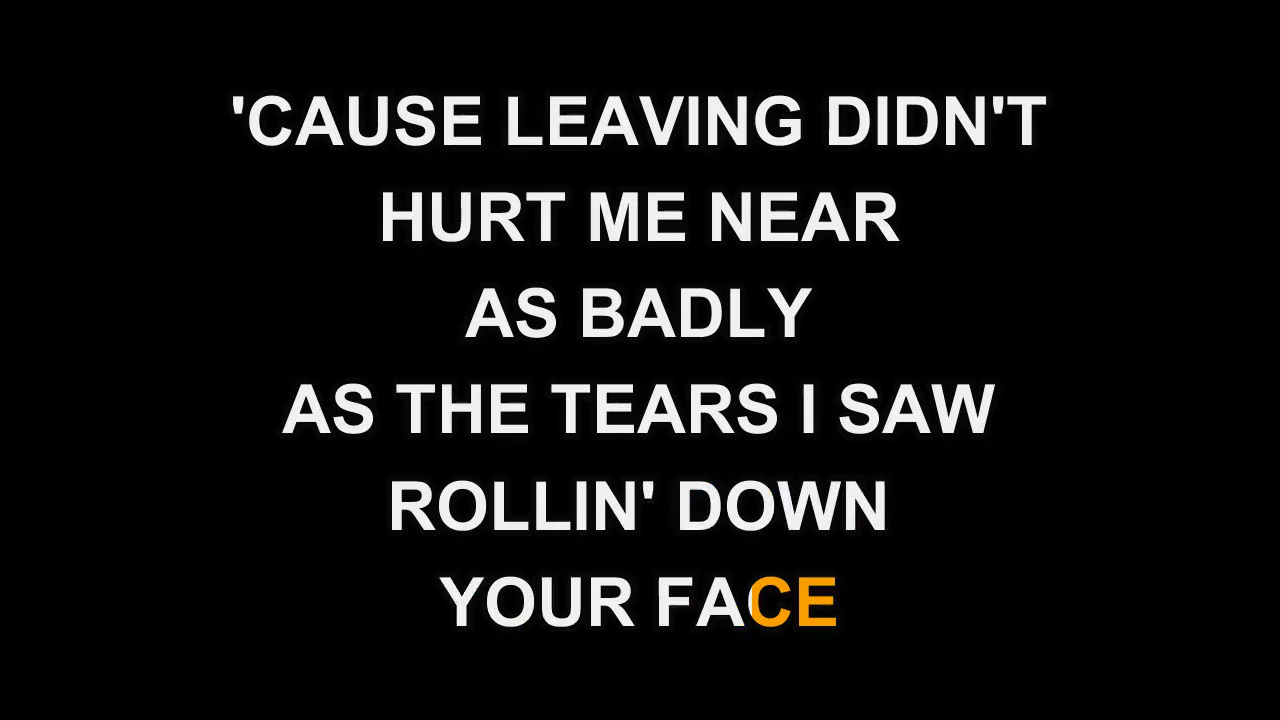 'CAUSE LEAVING DIDN'T
HURT ME NEAR
AS BADLY
AS THE TEARS I SAW
ROLLIN' DOWN
YOUR FACE